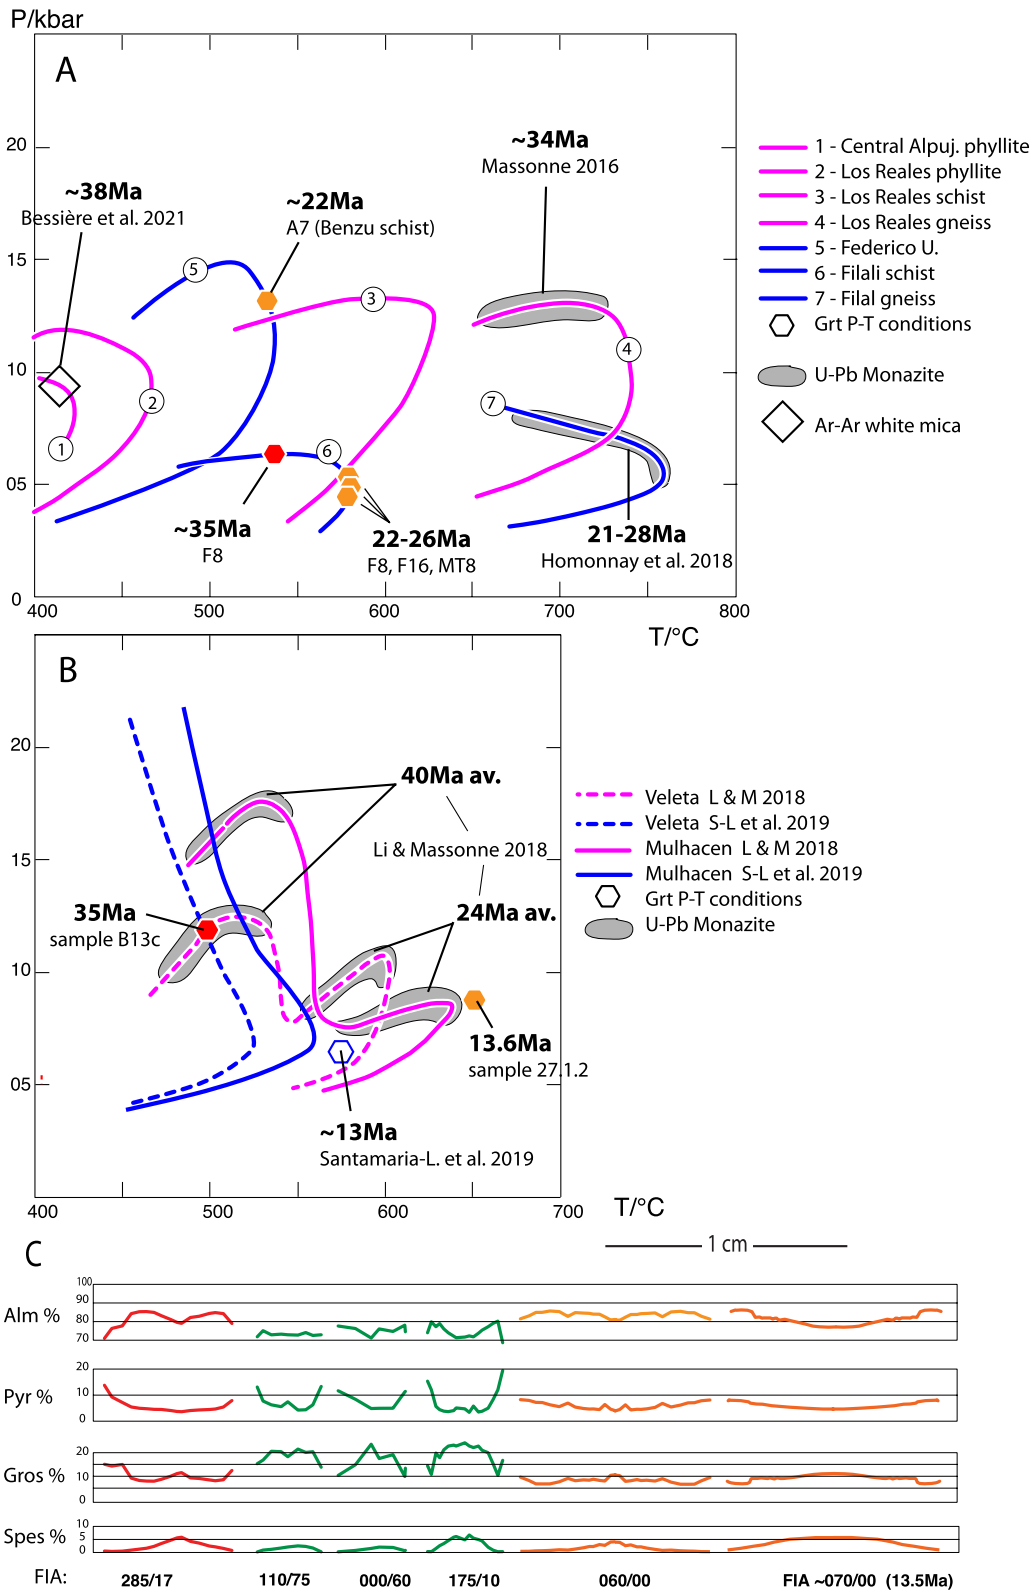 P/kbar
A
20
15
10
05
0
~38Ma
Bessière et al. 2021
~22Ma
A7 (Benzu schist)
~34Ma
Massonne 2016
5
3
4
2
7
1
6
~35Ma
F8
22-26Ma
F8, F16, MT8
21-28Ma
Homonnay et al. 2018
400
500
600
700
800
T/°C
1 - Central Alpuj. phyllite
2 - Los Reales phyllite
3 - Los Reales schist
4 - Los Reales gneiss
5 - Federico U.
6 - Filali schist
7 - Filal gneiss
Grt P-T conditions
U-Pb Monazite
Ar-Ar white mica
B
20
15
10
05
40Ma av.
Li & Massonne 2018
24Ma av.
35Ma
sample B13c
13.6Ma
sample 27.1.2
~13Ma
Santamaria-L. et al. 2019
400
500
600
700
T/°C
Veleta L & M 2018
Veleta S-L et al. 2019
Mulhacen L & M 2018
Mulhacen S-L et al. 2019
Grt P-T conditions
U-Pb Monazite
C
1 cm
Alm %
100
90
80
70
Pyr %
20
10
0
Gros %
20
15
10
5
0
Spes %
10
5
0
FIA:
285/17
110/75
000/60
175/10
060/00
FIA ~070/00 (13.5Ma)